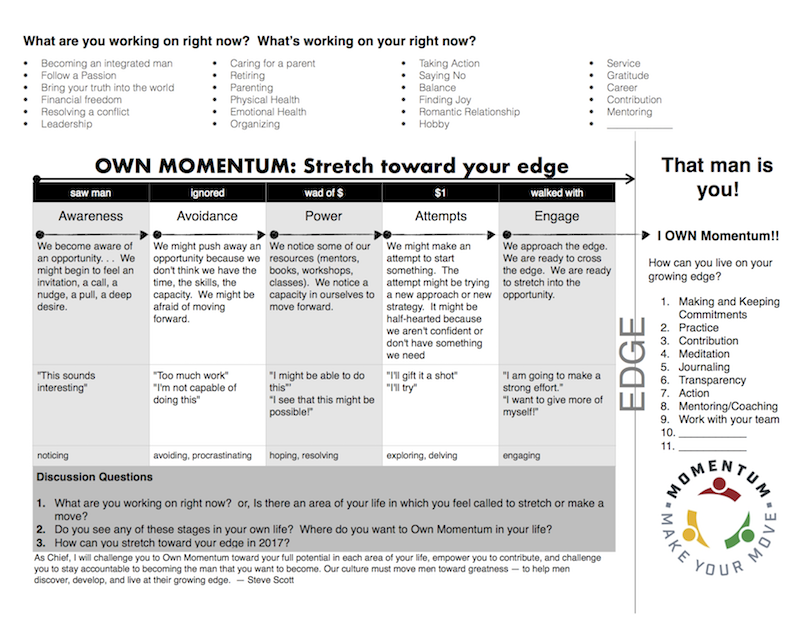 What are you working on right now?  What's working on your right now?
• Becoming an integrated man
• Follow a Passion
• Bring your truth into the world
• Financial freedom
• Resolving a conflict
• Leadership
• Caring for a parent
• Retiring
• Parenting
• Physical Health
• Emotional Health
• Organizing
• Taking Action
• Saying No
• Balance
• Finding Joy
• Romantic Relationship
• Hobby
• Service
• Gratitude
• Career
• Contribution
• Mentoring
• ____________
OWN MOMENTUM: Stretch toward your edge
saw man
ignored
wad of $
$1
walked with
Awareness
Avoidance
Power
Attempts
Engage
We become aware of
an opportunity. . .  We
might begin to feel an
invitation, a call, a
nudge, a pull, a deep
desire.
We might push away an
opportunity because we
don't think we have the
time, the skills, the
capacity.  We might be
afraid of moving
forward.
We notice some of our
resources (mentors,
books, workshops,
classes).  We notice a
capacity in ourselves to
move forward.
We might make an
attempt to start
something.  The
attempt might be trying
a new approach or new
strategy.  It might be
half-hearted because
we aren't confident or
don't have something
we need
We approach the edge.
We are ready to cross
the edge.  We are ready
to stretch into the
opportunity.
"This sounds
interesting"
"Too much work"
"I'm not capable of
doing this"
"I might be able to do
this"'
"I see that this might be
possible!"
"I'll gift it a shot"
"I'll try"
"I am going to make a
strong effort."
"I want to give more of
myself!"
noticing
avoiding, procrastinating
hoping, resolving
exploring, delving
engaging
Discussion Questions
1. What are you working on right now?  or, Is there an area of your life in which you feel called to stretch or make a
move?
2. Do you see any of these stages in your own life?  Where do you want to Own Momentum in your life?
3. How can you stretch toward your edge in 2017?
As Chief, I will challenge you to Own Momentum toward your full potential in each area of your life, empower you to contribute, and challenge
you to stay accountable to becoming the man that you want to become. Our culture must move men toward greatness — to help men
discover, develop, and live at their growing edge.  — Steve Scott
EDGE
That man is
you!
I OWN Momentum!!
How can you live on your
growing edge?
1. Making and Keeping
Commitments
2. Practice
3. Contribution
4. Meditation
5. Journaling
6. Transparency
7. Action
8. Mentoring/Coaching
9. Work with your team
10. ____________
11. ____________
MOMENTUM
MAKE YOUR MOVE